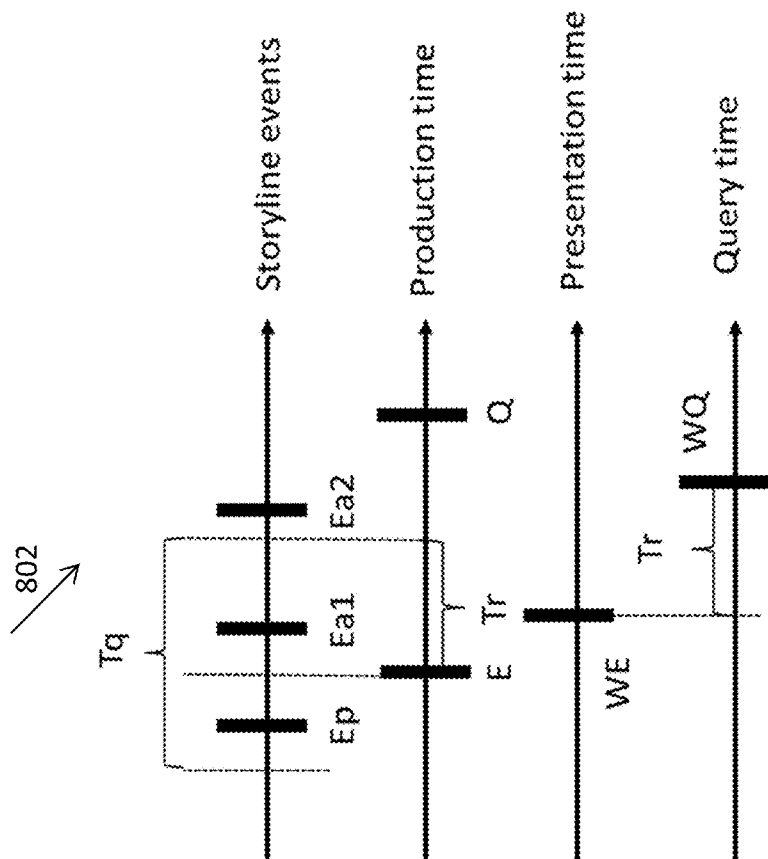 802
Tq
Ep
Ea1
Ea2
Storyline events
E
Tr
Q
Production time
WE
Presentation time
Tr
WQ
Query time